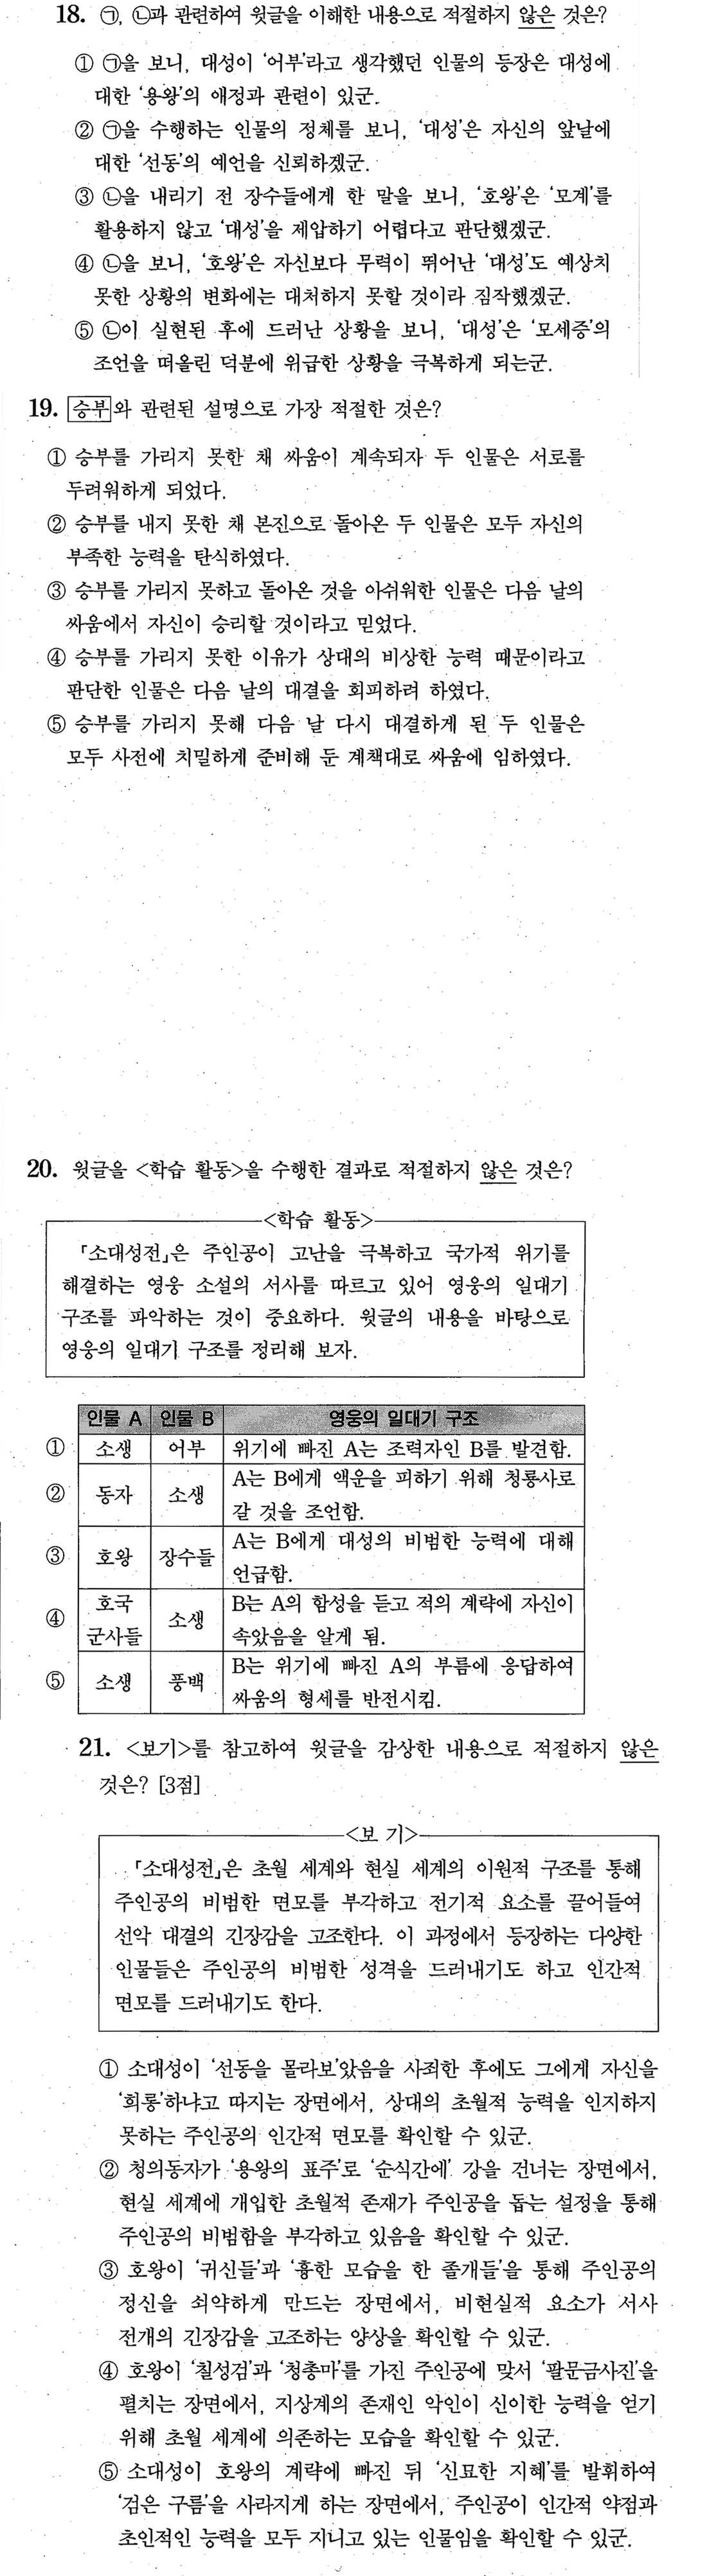 18. ㉠, ㉡과 관련하여 윗글을 이해한 내용으로 적절하지 않은 것은?
① ㉠을 보니, 대성이 ‘어부’라고 생각했던 인물의 등장은 대성에
대한 ‘용왕’의 애정과 관련이 있군.
② ㉠을 수행하는 인물의 정체를 보니, ‘대성’은 자신의 앞날에
대한 ‘선동’의 예언을 신뢰하겠군.
③ ㉡을 내리기 전 장수들에게 한 말을 보니, ‘호왕’은 ‘모계’를
활용하지 않고 ‘대성’을 제압하기 어렵다고 판단했겠군.
④ ㉡을 보니, ‘호왕’은 자신보다 무력이 뛰어난 ‘대성’도 예상치
못한 상황의 변화에는 대처하지 못할 것이라 짐작했겠군.
⑤ ㉡이 실현된 후에 드러난 상황을 보니, ‘대성’은 ‘모세증’의
조언을 떠올린 덕분에 위급한 상황을 극복하게 되는군.
19. 승부와 관련된 설명으로 가장 적절한 것은?
① 승부를 가리지 못한 채 싸움이 계속되자 두 인물은 서로를
두려워하게 되었다.
② 승부를 내지 못한 채 본진으로 돌아온 두 인물은 모두 자신의
부족한 능력을 탄식하였다.
③ 승부를 가리지 못하고 돌아온 것을 아쉬워한 인물은 다음 날의
싸움에서 자신이 승리할 것이라고 믿었다.
④ 승부를 가리지 못한 이유가 상대의 비상한 능력 때문이라고
판단한 인물은 다음 날의 대결을 회피하려 하였다.
⑤ 승부를 가리지 못해 다음 날 다시 대결하게 된 두 인물은
모두 사전에 치밀하게 준비해 둔 계책대로 싸움에 임하였다.
20. 윗글을 <학습 활동>을 수행한 결과로 적절하지 않은 것은?
<학습 활동>
「소대성전」은 주인공이 고난을 극복하고 국가적 위기를
해결하는 영웅 소설의 서사를 따르고 있어 영웅의 일대기
구조를 파악하는 것이 중요하다. 윗글의 내용을 바탕으로
영웅의 일대기 구조를 정리해 보자.
인물 A 인물 B 영웅의 일대기 구조
① 소생 어부 위기에 빠진 A는 조력자인 B를 발견함.
② 동자 소생 A는 B에게 액운을 피하기 위해 청룡사로
갈 것을 조언함.
③ 호왕 장수들 A는 B에게 대성의 비범한 능력에 대해
언급함.
④ 호국 군사들 소생 B는 A의 함성을 듣고 적의 계략에 자신이
속았음을 알게 됨.
⑤ 소생 풍백 B는 위기에 빠진 A의 부름에 응답하여
싸움의 형세를 반전시킴.
21. <보기>를 참고하여 윗글을 감상한 내용으로 적절하지 않은
것은? [3점]
<보 기>
「소대성전」은 초월 세계와 현실 세계의 이원적 구조를 통해
주인공의 비범한 면모를 부각하고 전기적 요소를 끌어들여
선악 대결의 긴장감을 고조한다. 이 과정에서 등장하는 다양한
인물들은 주인공의 비범한 성격을 드러내기도 하고 인간적
면모를 드러내기도 한다.
① 소대성이 ‘선동을 몰라보’았음을 사죄한 후에도 그에게 자신을
‘희롱’하냐고 따지는 장면에서, 상대의 초월적 능력을 인지하지
못하는 주인공의 인간적 면모를 확인할 수 있군.
② 청의동자가 ‘용왕의 표주’로 ‘순식간에’ 강을 건너는 장면에서,
현실 세계에 개입한 초월적 존재가 주인공을 돕는 설정을 통해
주인공의 비범함을 부각하고 있음을 확인할 수 있군.
③ 호왕이 ‘귀신들’과 ‘흉한 모습을 한 졸개들’을 통해 주인공의
정신을 쇠약하게 만드는 장면에서, 비현실적 요소가 서사
전개의 긴장감을 고조하는 양상을 확인할 수 있군.
④ 호왕이 ‘칠성검’과 ‘청총마’를 가진 주인공에 맞서 ‘팔문금사진’을
펼치는 장면에서, 지상계의 존재인 악인이 신이한 능력을 얻기
위해 초월 세계에 의존하는 모습을 확인할 수 있군.
⑤ 소대성이 호왕의 계략에 빠진 뒤 ‘신묘한 지혜’를 발휘하여
‘검은 구름’을 사라지게 하는 장면에서, 주인공이 인간적 약점과
초인적인 능력을 모두 지니고 있는 인물임을 확인할 수 있군.